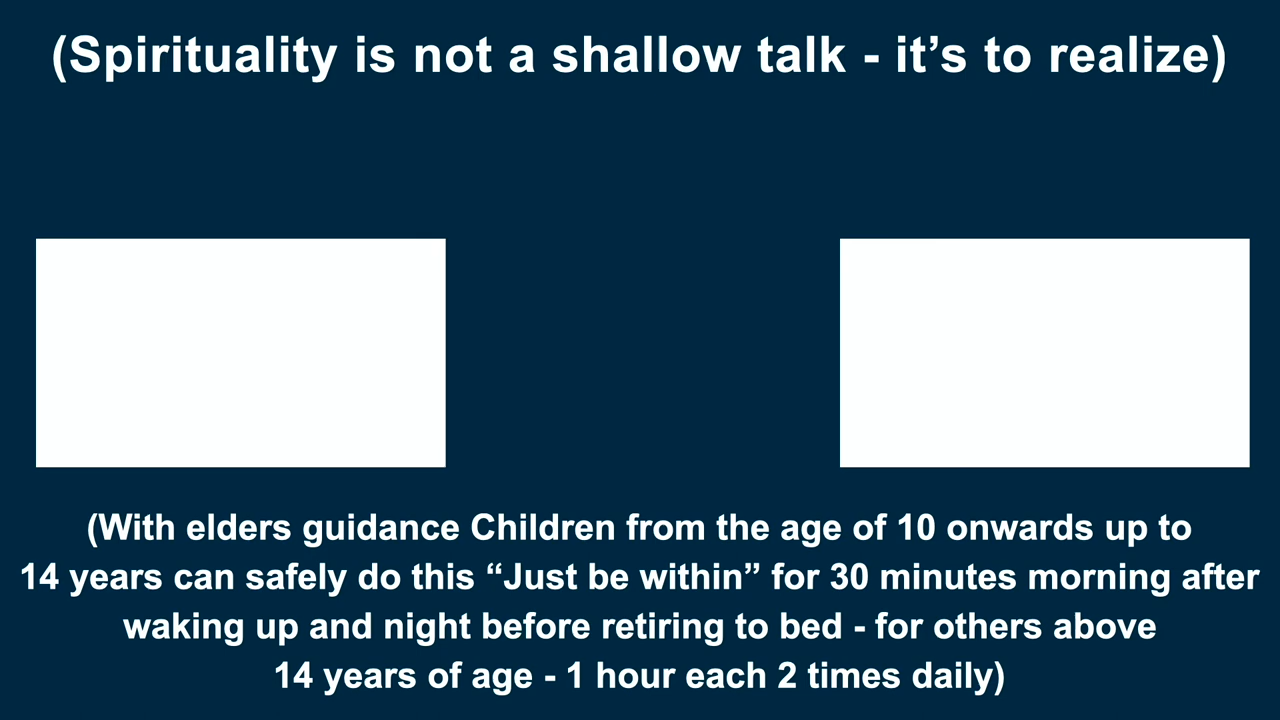 (Spirituality is not a shallow talk - it’s to realize)
(With elders guidance Children from the age of 10 onwards up to
14 years can safely do this “Just be within” for 30 minutes morning after
waking up and night before retiring to bed - for others above
14 years of age - 1 hour each 2 times daily)